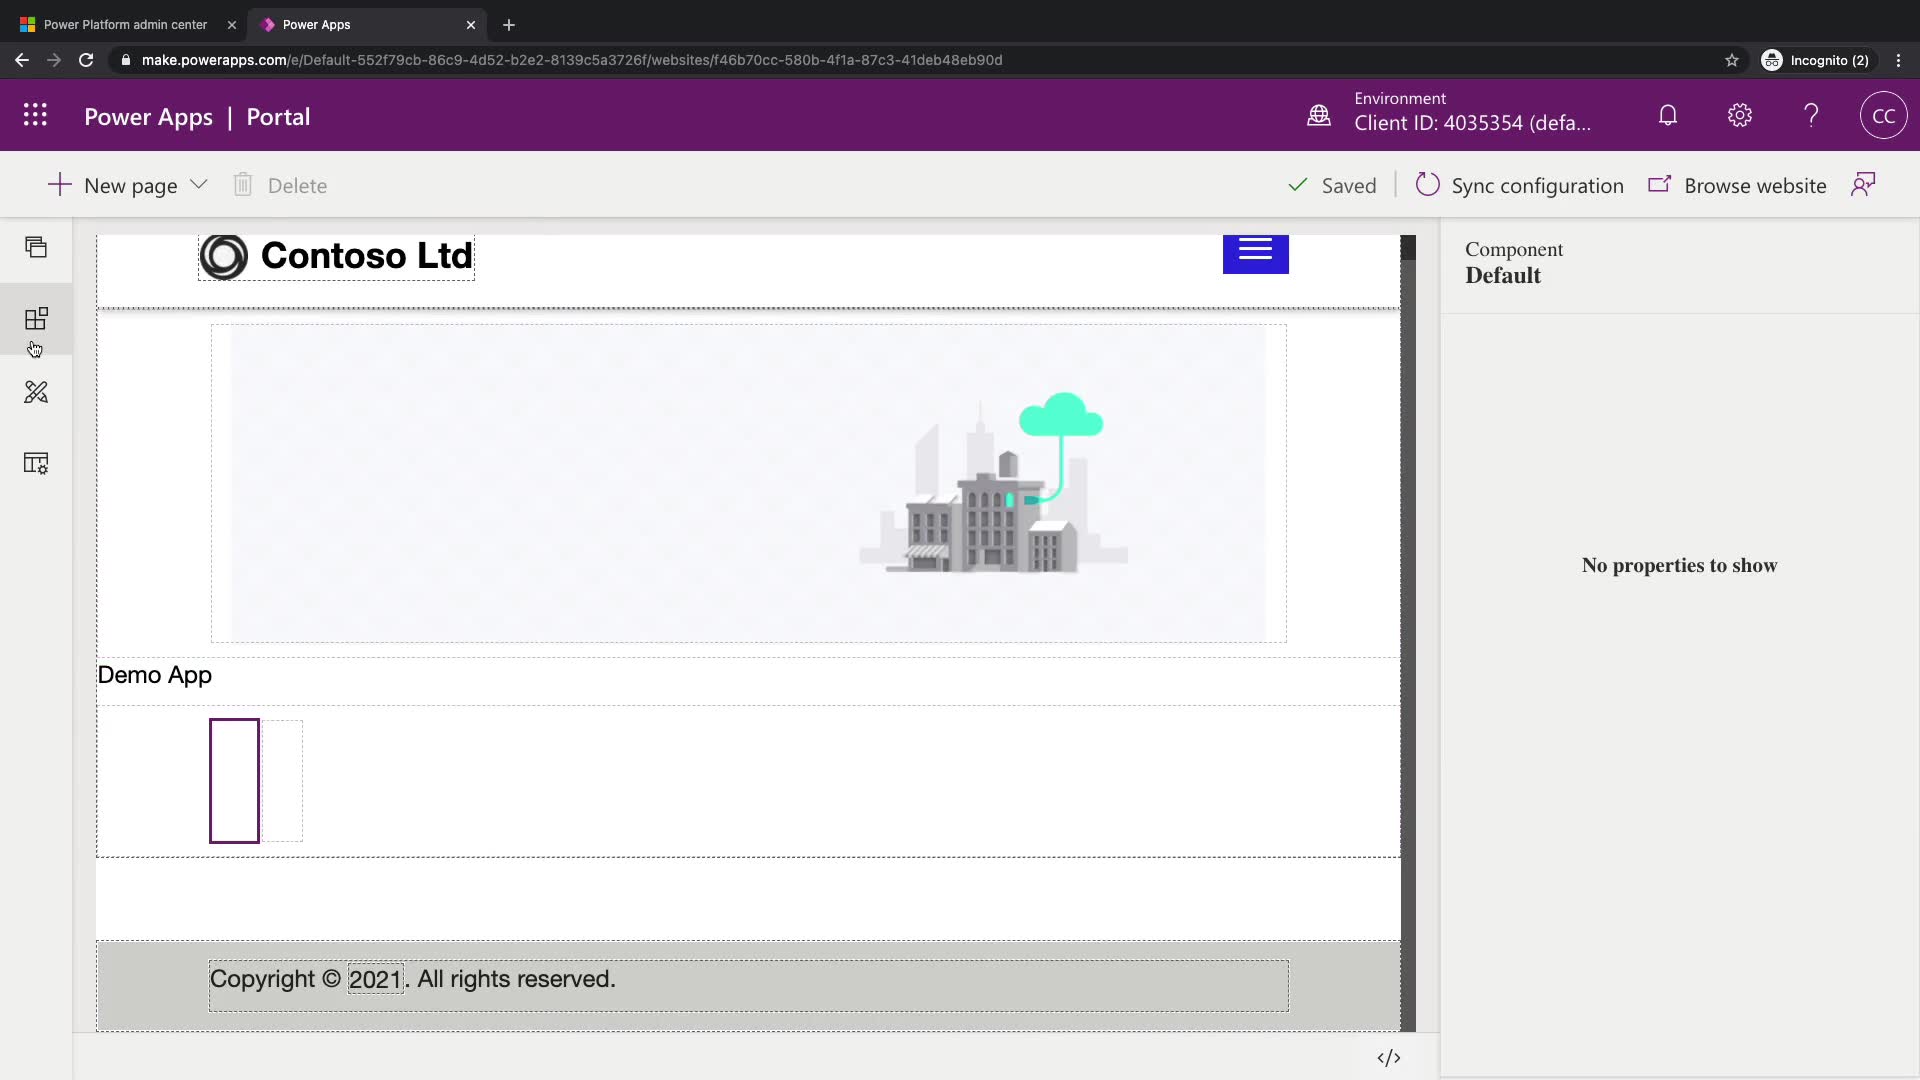 Power Platform admin center
Power Apps
make.powerapps.com/e/Default-552f79cb-86c9-4d52-b2e2-8139c5a3726f/websites/f46b70cc-580b-4f1a-87c3-41deb48eb90d
Incognito (2)
Power Apps | Portal
Environment
Client ID: 4035354 (defa...
CC
New page
Delete
Saved
Sync configuration
Browse website
Contoso Ltd
Component
Default
No properties to show
Demo App
Copyright © 2021. All rights reserved.